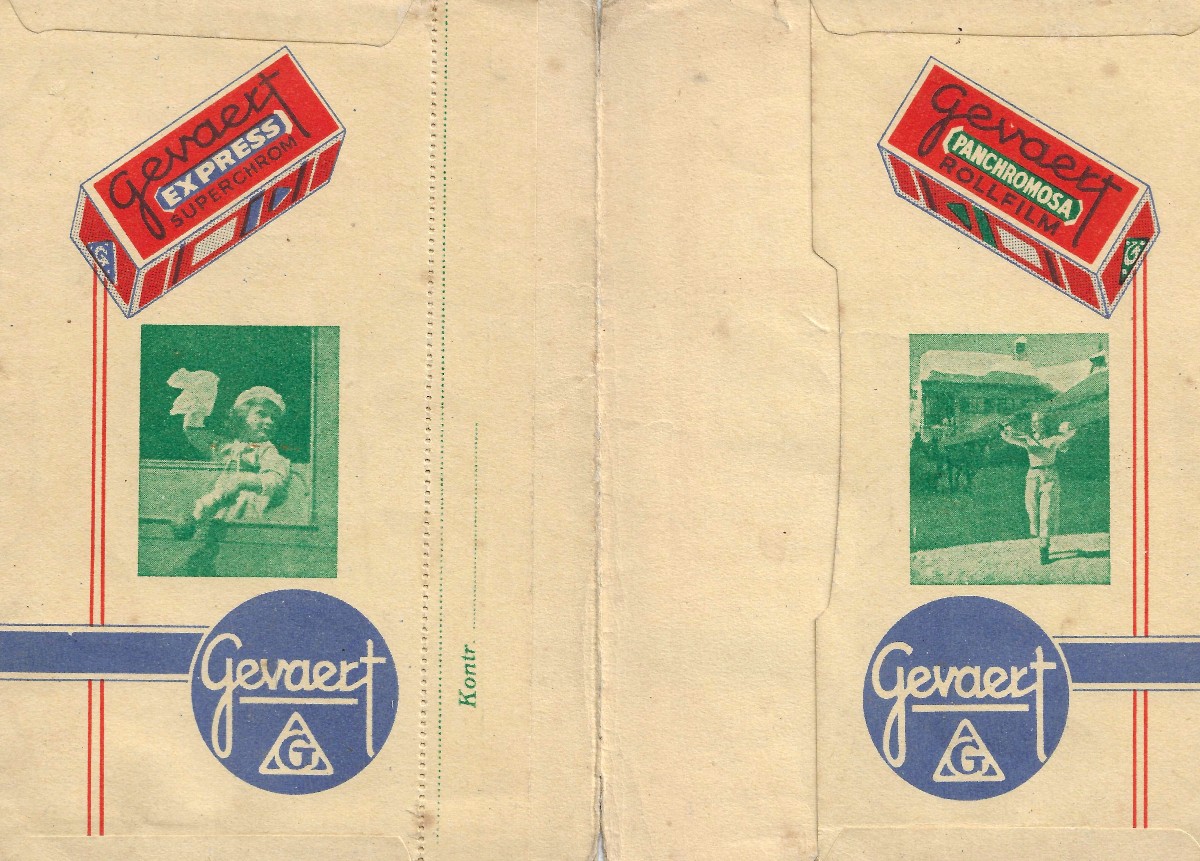 Gevaert
EXPRESS
SUPERCHROM
G
Gevaert
G
Kontr.
Gevaert
PANCHROMOSA
ROLLFILM
G
Gevaert
G